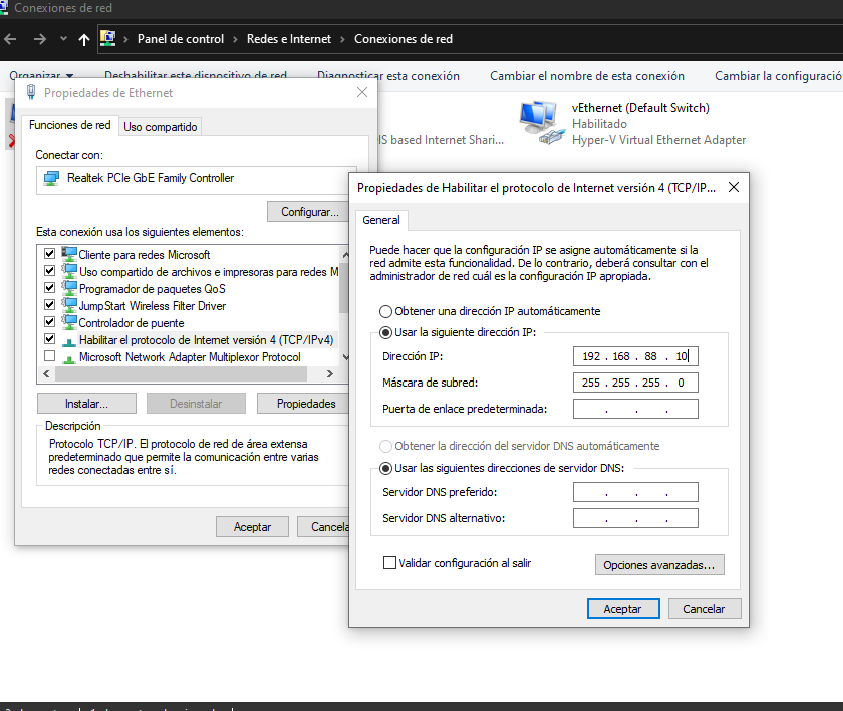 Conexiones de red
Panel de control > Redes e Internet > Conexiones de red
Organizar Deshabilitar este dispositivo de red Diagnosticar esta conexión Cambiar el nombre de esta conexión Cambiar la configuració
vEthernet (Default Switch)
Habilitado
Hyper-V Virtual Ethernet Adapter
IS based Internet Shari...
Propiedades de Ethernet
Funciones de red
Uso compartido
Conectar con:
Realtek PCIe GbE Family Controller
Configurar...
Esta conexión usa los siguientes elementos:
Cliente para redes Microsoft
Uso compartido de archivos e impresoras para redes M
Programador de paquetes QoS
JumpStart Wireless Filter Driver
Controlador de puente
Habilitar el protocolo de Internet versión 4 (TCP/IPv4)
Microsoft Network Adapter Multiplexor Protocol
Instalar...
Desinstalar
Propiedades
Descripción
Protocolo TCP/IP. El protocolo de red de área extensa
predeterminado que permite la comunicación entre varias
redes conectadas entre sí.
Aceptar
Cancela
Propiedades de Habilitar el protocolo de Internet versión 4 (TCP/IP...
General
Puede hacer que la configuración IP se asigne automáticamente si la
red admite esta funcionalidad. De lo contrario, deberá consultar con el
administrador de red cuál es la configuración IP apropiada.
Obtener una dirección IP automáticamente
Usar la siguiente dirección IP:
Dirección IP: 192 . 168 . 88 . 10
Máscara de subred: 255 . 255 . 255 . 0
Puerta de enlace predeterminada: . . .
Obtener la dirección del servidor DNS automáticamente
Usar las siguientes direcciones de servidor DNS:
Servidor DNS preferido: . . .
Servidor DNS alternativo: . . .
Validar configuración al salir
Opciones avanzadas...
Aceptar
Cancelar